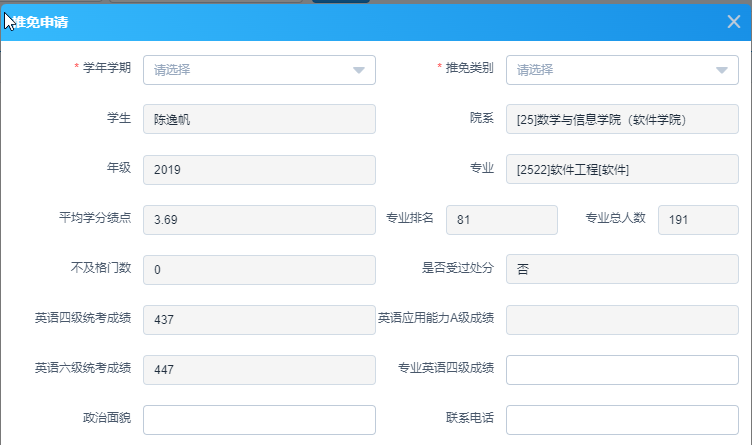 推免申请
* 学年学期 请选择 * 推免类别 请选择
学生 陈逸帆 院系 [25]数学与信息学院（软件学院）
年级 2019 专业 [2522]软件工程[软件]
平均学分绩点 3.69 专业排名 81 专业总人数 191
不及格门数 0 是否受过处分 否
英语四级统考成绩 437 英语应用能力A级成绩
英语六级统考成绩 447 专业英语四级成绩
政治面貌 联系电话